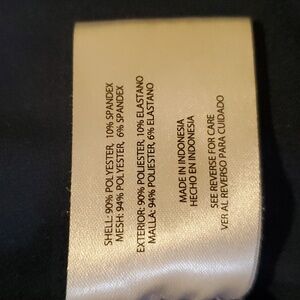 SHELL: 90% POLYESTER, 10% SPANDEX
MESH: 94% POLYESTER, 6% SPANDEX
EXTERIOR: 90% POLIESTER, 10% ELASTANO
MALLA: 94% POLIESTER, 6% ELASTANO
MADE IN INDONESIA
HECHO EN INDONESIA
SEE REVERSE FOR CARE
VER AL REVERSO PARA CUIDADO